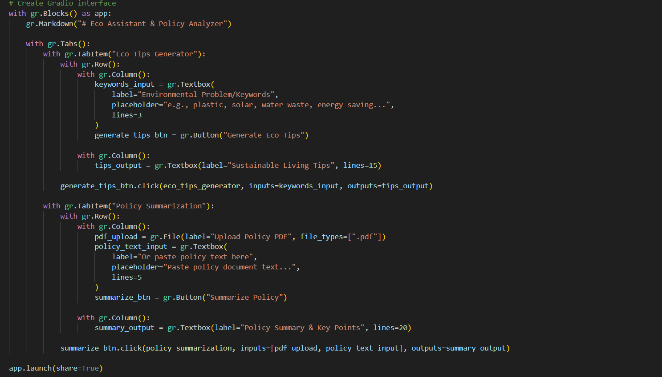 # Create Gradio interface
with gr.Blocks() as app:
    gr.Markdown("# Eco Assistant & Policy Analyzer")

    with gr.Tabs():
        with gr.TabItem("Eco Tips Generator"):
            with gr.Row():
                with gr.Column():
                    keywords_input = gr.Textbox(
                        label="Environmental Problem/Keywords",
                        placeholder="e.g., plastic, solar, water waste, energy saving...",
                        lines=3
                    )
                    generate_tips_btn = gr.Button("Generate Eco Tips")

                with gr.Column():
                    tips_output = gr.Textbox(label="Sustainable Living Tips", lines=15)

            generate_tips_btn.click(eco_tips_generator, inputs=keywords_input, outputs=tips_output)

        with gr.TabItem("Policy Summarization"):
            with gr.Row():
                with gr.Column():
                    pdf_upload = gr.File(label="Upload Policy PDF", file_types=[".pdf"])
                    policy_text_input = gr.Textbox(
                        label="Or paste policy text here",
                        placeholder="Paste policy document text...",
                        lines=5
                    )
                    summarize_btn = gr.Button("Summarize Policy")

                with gr.Column():
                    summary_output = gr.Textbox(label="Policy Summary & Key Points", lines=20)

            summarize_btn.click(policy_summarization, inputs=[pdf_upload, policy_text_input], outputs=summary_output)

app.launch(share=True)